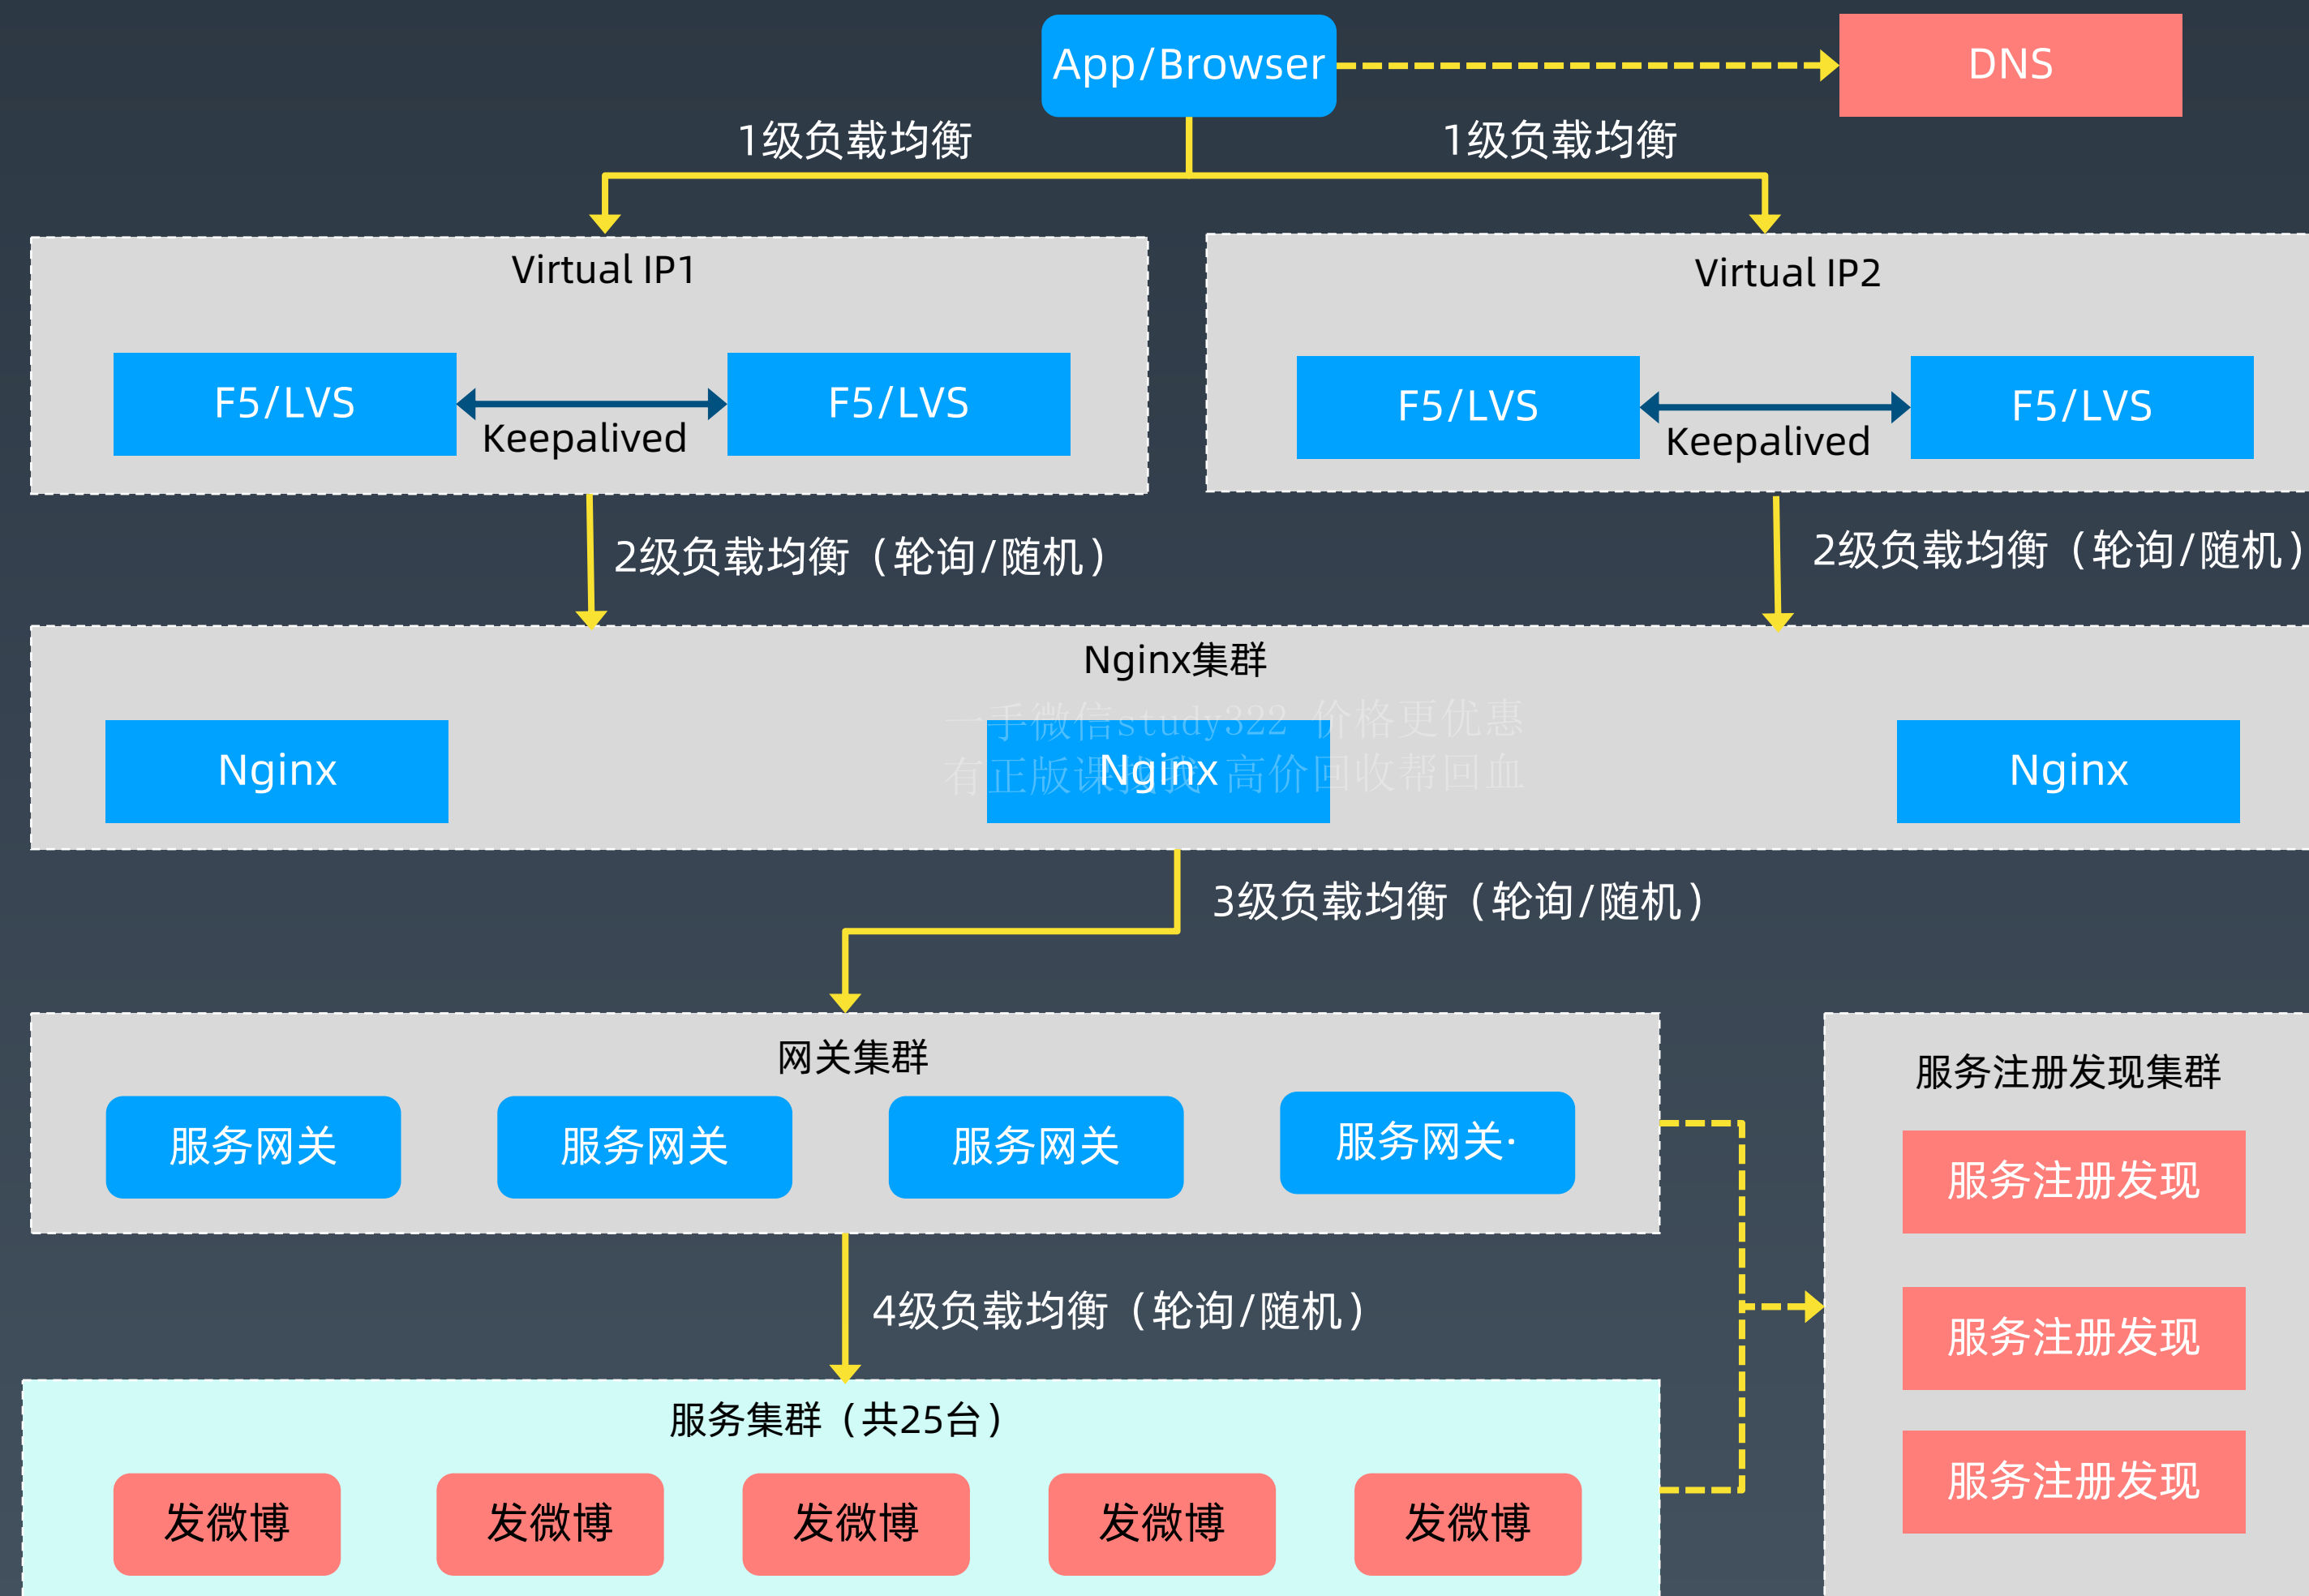 App/Browser
DNS
1级负载均衡
1级负载均衡
Virtual IP1
Virtual IP2
F5/LVS
Keepalived
F5/LVS
F5/LVS
Keepalived
F5/LVS
2级负载均衡（轮询/随机）
2级负载均衡（轮询/随机）
Nginx集群
一手微信study322 价格更优惠
有正版课找我 高价回收帮回血
Nginx
Nginx
Nginx
3级负载均衡（轮询/随机）
网关集群
服务网关
服务网关
服务网关
服务网关·
服务注册发现集群
服务注册发现
服务注册发现
服务注册发现
4级负载均衡（轮询/随机）
服务集群（共25台）
发微博
发微博
发微博
发微博
发微博